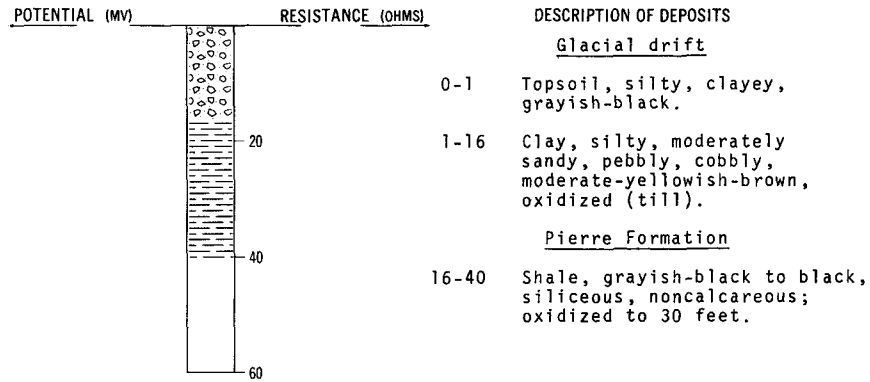 POTENTIAL (MV) RESISTANCE (OHMS) DESCRIPTION OF DEPOSITS
Glacial drift
0-1 Topsoil, silty, clayey,
grayish-black.
1-16 Clay, silty, moderately
sandy, pebbly, cobbly,
moderate-yellowish-brown,
oxidized (till).
Pierre Formation
16-40 Shale, grayish-black to black,
siliceous, noncalcareous;
oxidized to 30 feet.
20
40
60